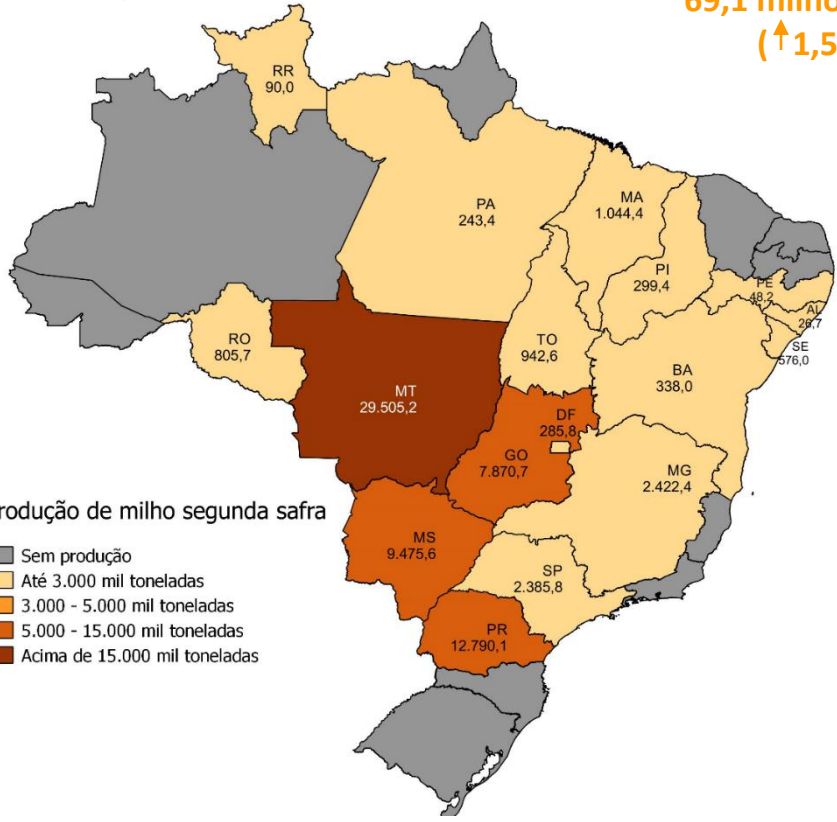 69,1
(↑1,5
RR
90,0
PA
243,4
MA
1.044,4
PI
299,4
PE
48,2
AL
26,7
SE
576,0
RO
805,7
TO
942,6
BA
338,0
MT
29.505,2
DF
285,8
GO
7.870,7
MG
2.422,4
MS
9.475,6
SP
2.385,8
PR
12.790,1
rodução de milho segunda safra
Sem produção
Até 3.000 mil toneladas
3.000 - 5.000 mil toneladas
5.000 - 15.000 mil toneladas
Acima de 15.000 mil toneladas